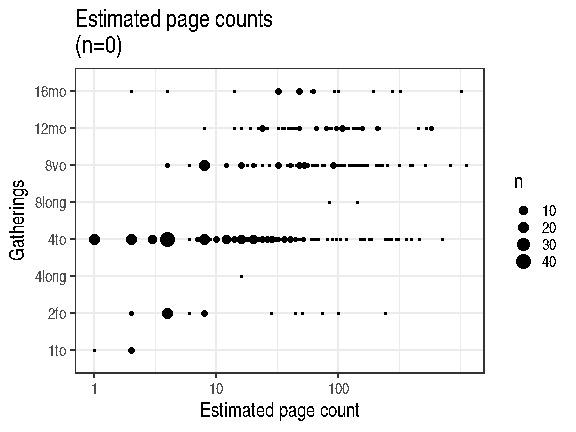 Estimated page counts
(n=0)
Gatherings
16mo
12mo
8vo
8long
4to
4long
2fo
1to
1
10
100
Estimated page count
n
10
20
30
40